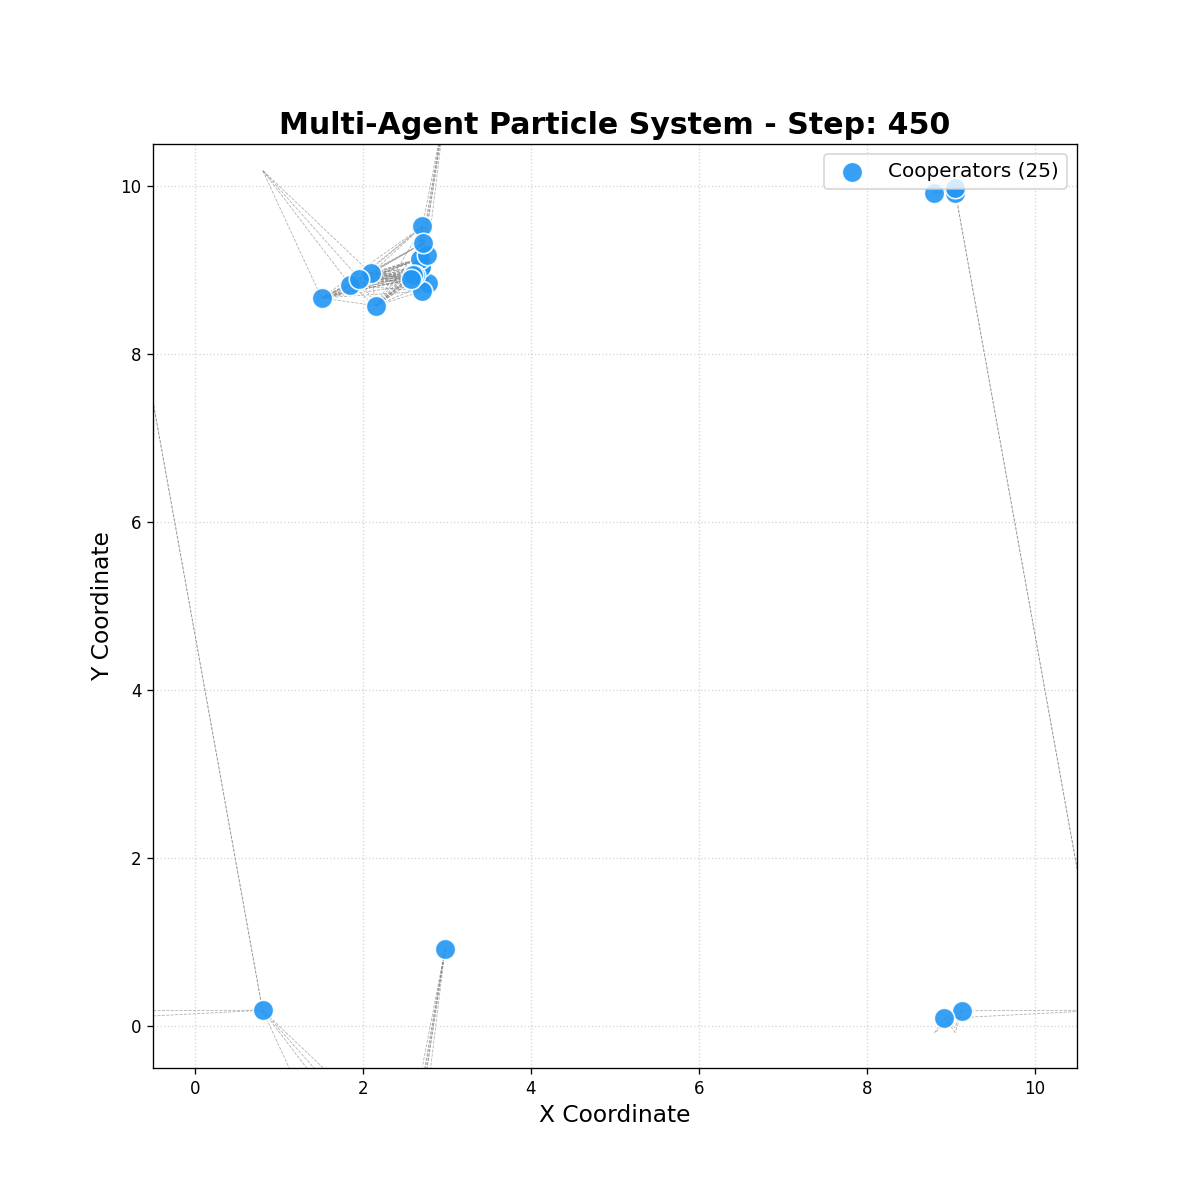 Multi-Agent Particle System - Step: 450
Cooperators (25)
10
8
6
4
2
0
Y Coordinate
0 2 4 6 8 10
X Coordinate